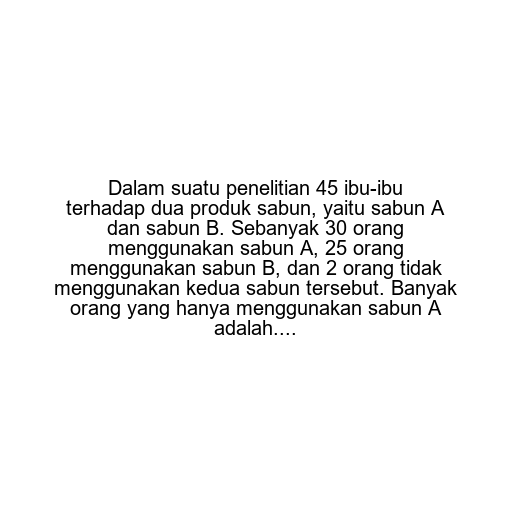 Dalam suatu penelitian 45 ibu-ibu
terhadap dua produk sabun, yaitu sabun A
dan sabun B. Sebanyak 30 orang
menggunakan sabun A, 25 orang
menggunakan sabun B, dan 2 orang tidak
menggunakan kedua sabun tersebut. Banyak
orang yang hanya menggunakan sabun A
adalah....